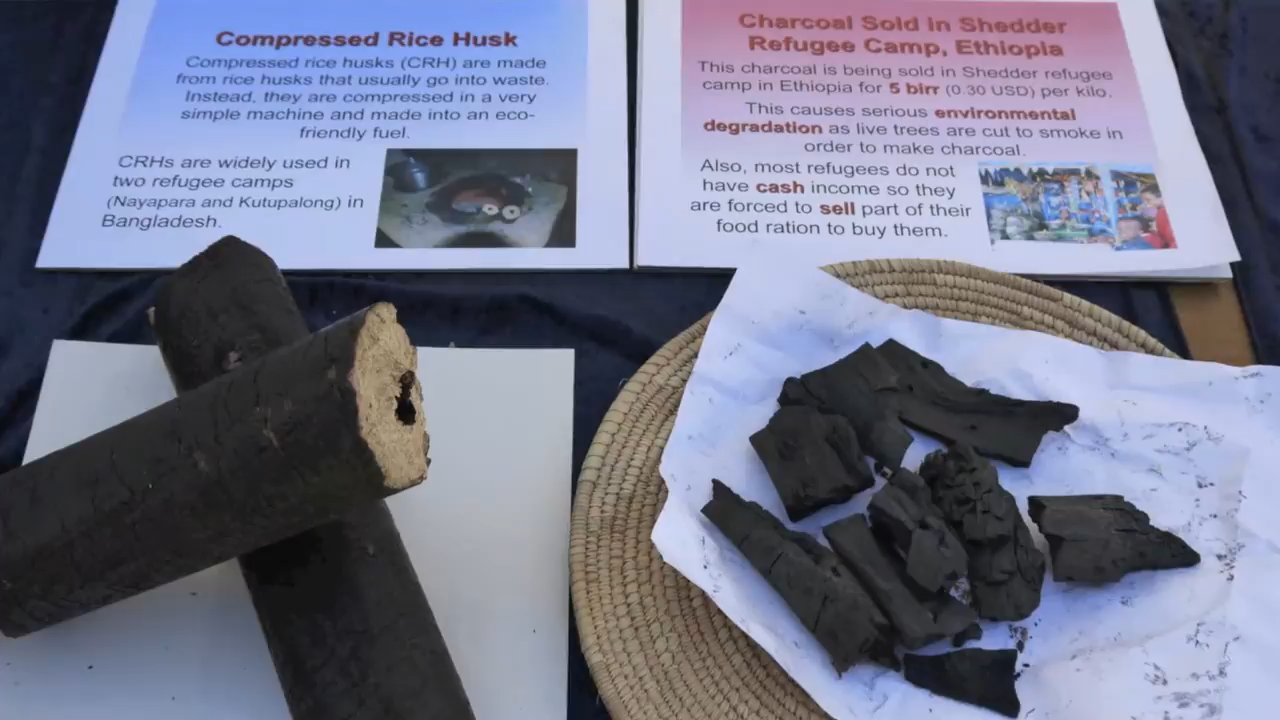 Compressed Rice Husk
Compressed rice husks (CRH) are made
from rice husks that usually go into waste.
Instead, they are compressed in a very
simple machine and made into an eco-
friendly fuel.
CRHs are widely used in
two refugee camps
(Nayapara and Kutupalong) in
Bangladesh.
Charcoal Sold in Shedder
Refugee Camp, Ethiopia
This charcoal is being sold in Shedder refugee
camp in Ethiopia for 5 birr (0.30 USD) per kilo.
This causes serious environmental
degradation as live trees are cut to smoke in
order to make charcoal.
Also, most refugees do not
have cash income so they
are forced to sell part of their
food ration to buy them.